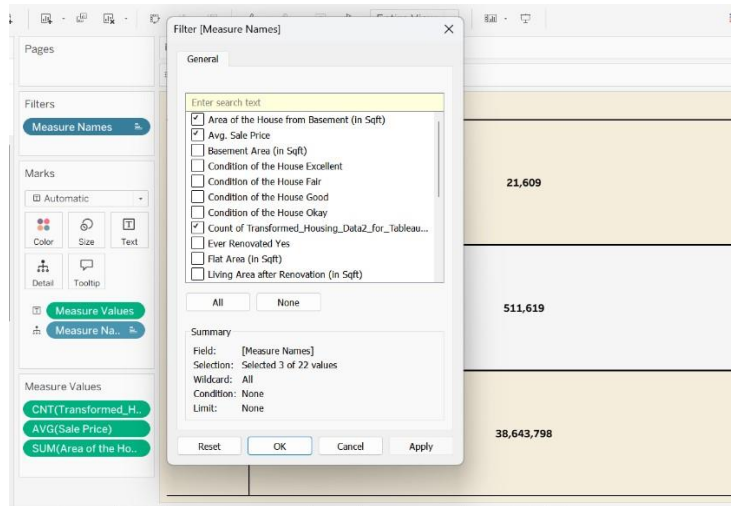 Pages
Filters
Measure Names
Marks
Automatic
Color
Size
Text
Detail
Tooltip
Measure Values
Measure Na..
Measure Values
CNT(Transformed_H..
AVG(Sale Price)
SUM(Area of the Ho..
Filter [Measure Names]
General
Enter search text
Area of the House from Basement (in Sqft)
Avg. Sale Price
Basement Area (in Sqft)
Condition of the House Excellent
Condition of the House Fair
Condition of the House Good
Condition of the House Okay
Count of Transformed_Housing_Data2_for_Tableau...
Ever Renovated Yes
Flat Area (in Sqft)
Living Area after Renovation (in Sqft)
All
None
Summary
Field: [Measure Names]
Selection: Selected 3 of 22 values
Wildcard: All
Condition: None
Limit: None
Reset
OK
Cancel
Apply
21,609
511,619
38,643,798